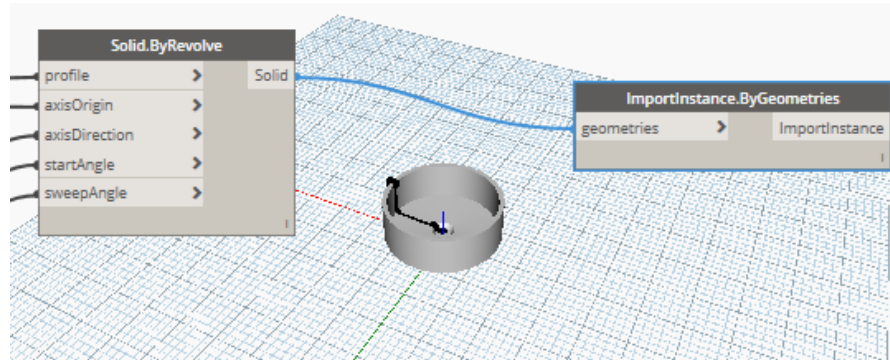 Solid.ByRevolve
profile > Solid
axisOrigin >
axisDirection >
startAngle >
sweepAngle >
ImportInstance.ByGeometries
geometries > ImportInstance